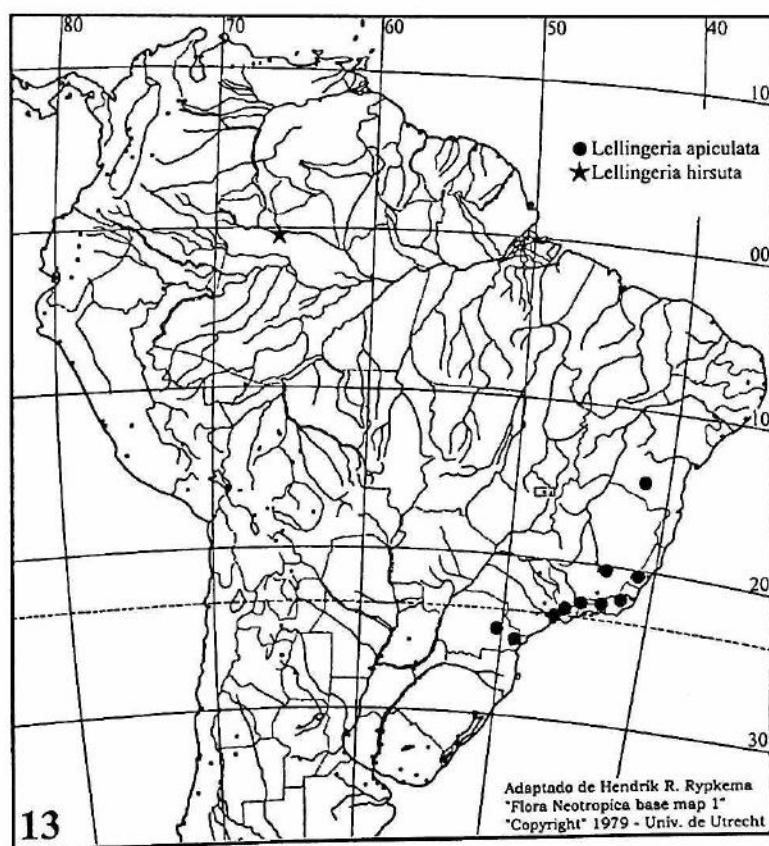 80 70 60 50 40
10
● Lellingeria apiculata
★ Lellingeria hirsuta
00
10
20
30
Adaptado de Hendrik R. Rypkema
"Flora Neotropica base map 1"
"Copyright" 1979 - Univ. de Utrecht
13